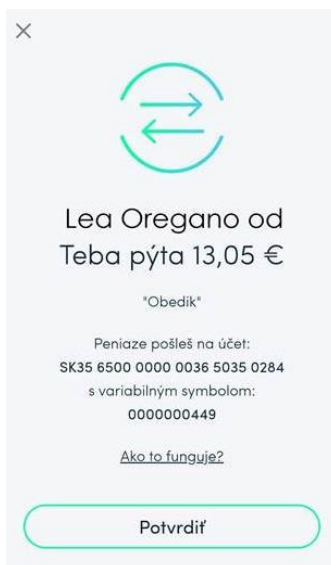 Lea Oregano od
Teba pýta 13,05 €
"Obedik"
Peniaze pošleš na účet:
SK35 6500 0000 0036 5035 0284
s variabilným symbolom:
0000000449
Ako to funguje?
Potvrdiť